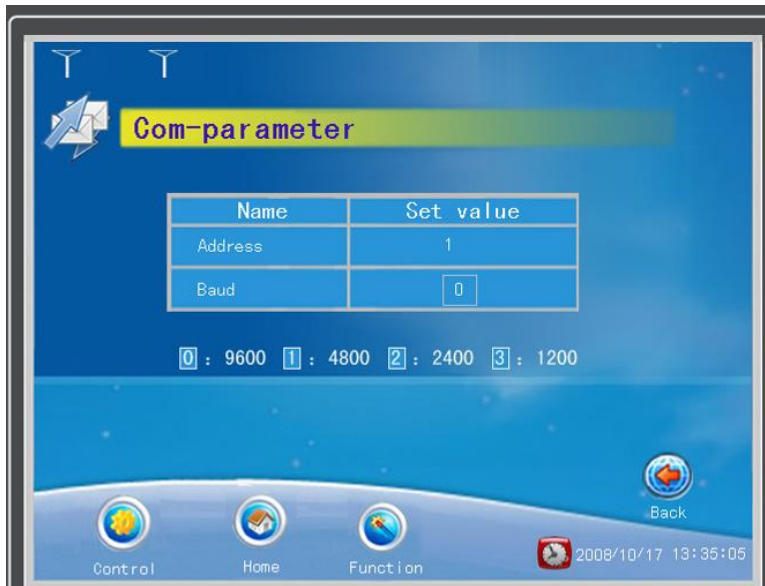 Com-parameter
Name Set value
Address 1
Baud 0
0 : 9600 1 : 4800 2 : 2400 3 : 1200
Back
Control Home Function 2008/10/17 13:35:05